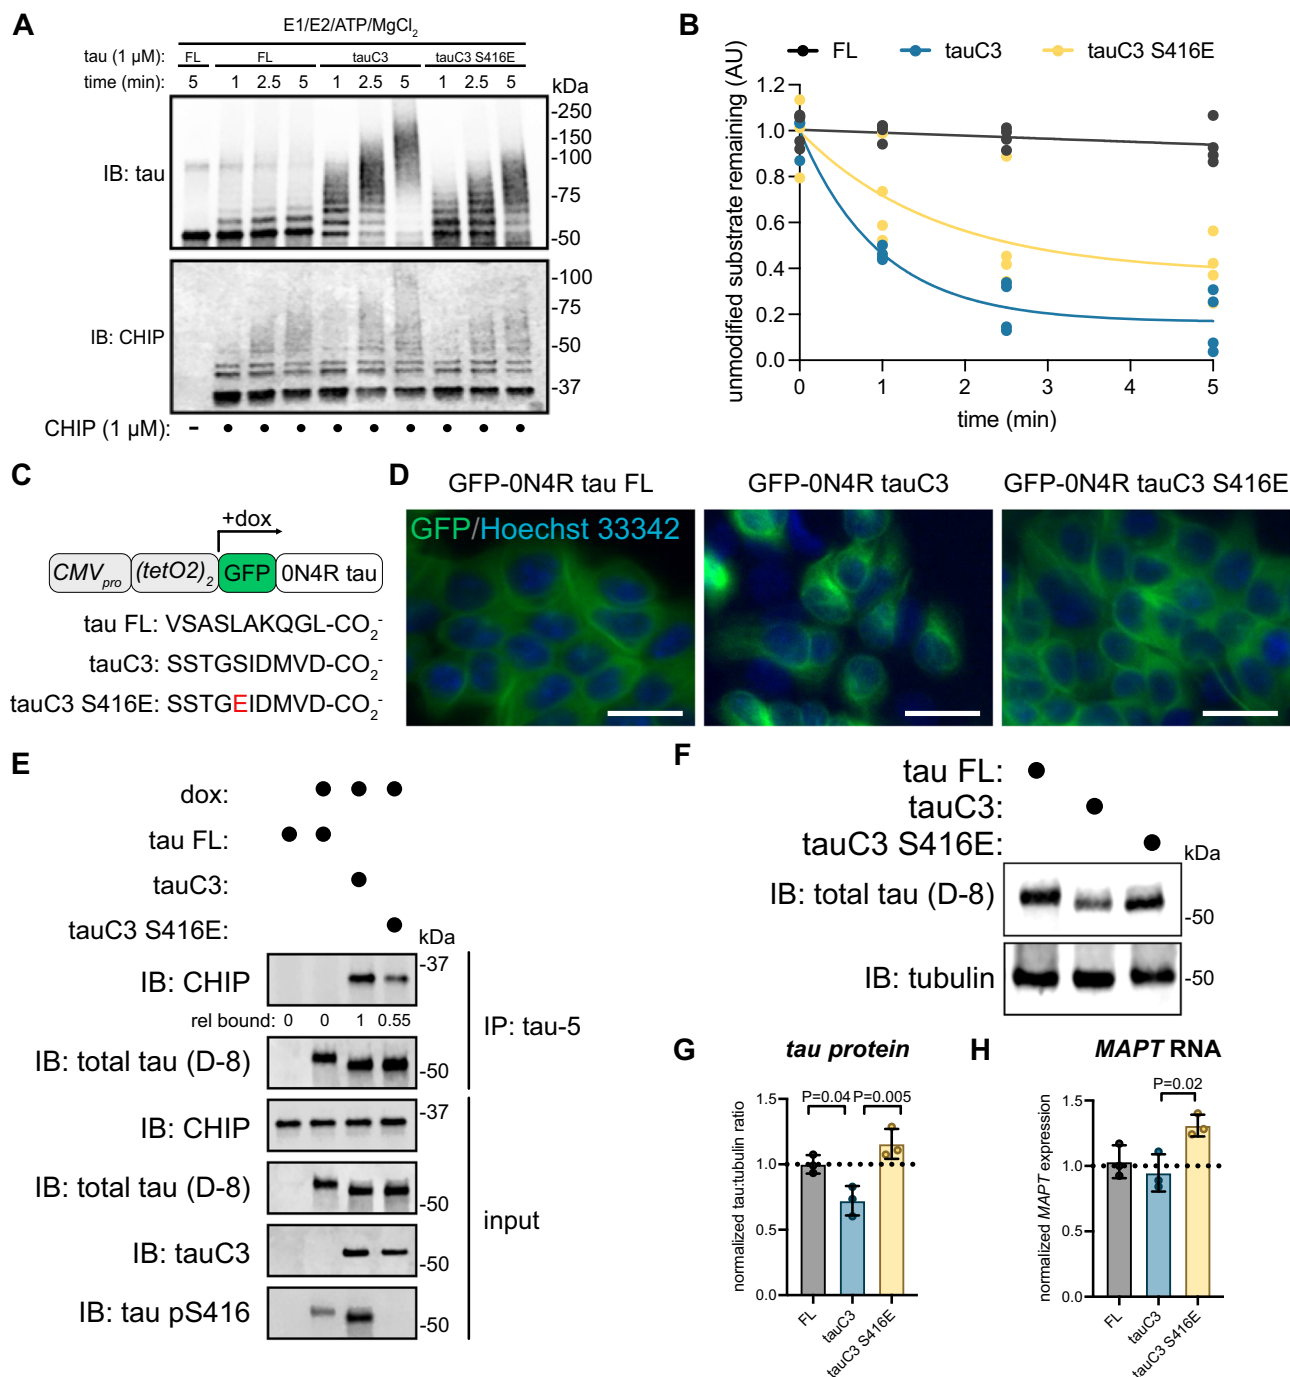 A
E1/E2/ATP/MgCl₂
tau (1 µM): FL FL tauC3 tauC3 S416E
time (min): 5 1 2.5 5 1 2.5 5 1 2.5 5 kDa
IB: tau
-250
-150
-100
-75
-50
IB: CHIP
-100
-75
-50
-37
CHIP (1 µM): -
B
FL tauC3 tauC3 S416E
unmodified substrate remaining (AU)
1.2
1.0
0.8
0.6
0.4
0.2
0.0
0 1 2 3 4 5
time (min)
C
+dox
CMVpro (tetO2)₂ GFP 0N4R tau
tau FL: VSASLAKQGL-CO₂⁻
tauC3: SSTGSIDMVD-CO₂⁻
tauC3 S416E: SSTGEIDMVD-CO₂⁻
D
GFP-0N4R tau FL GFP-0N4R tauC3 GFP-0N4R tauC3 S416E
GFP/Hoechst 33342
E
dox:
tau FL:
tauC3:
tauC3 S416E:
kDa
IB: CHIP -37
rel bound: 0 0 1 0.55
IB: total tau (D-8) -50
IP: tau-5
IB: CHIP -37
IB: total tau (D-8) -50
IB: tauC3 -50
IB: tau pS416 -50
input
F
tau FL:
tauC3:
tauC3 S416E:
kDa
IB: total tau (D-8) -50
IB: tubulin -50
G
tau protein
P=0.04 P=0.005
normalized tau:tubulin ratio
1.5
1.0
0.5
0.0
FL tauC3 tauC3 S416E
H
MAPT RNA
P=0.02
normalized MAPT expression
1.5
1.0
0.5
0.0
FL tauC3 tauC3 S416E